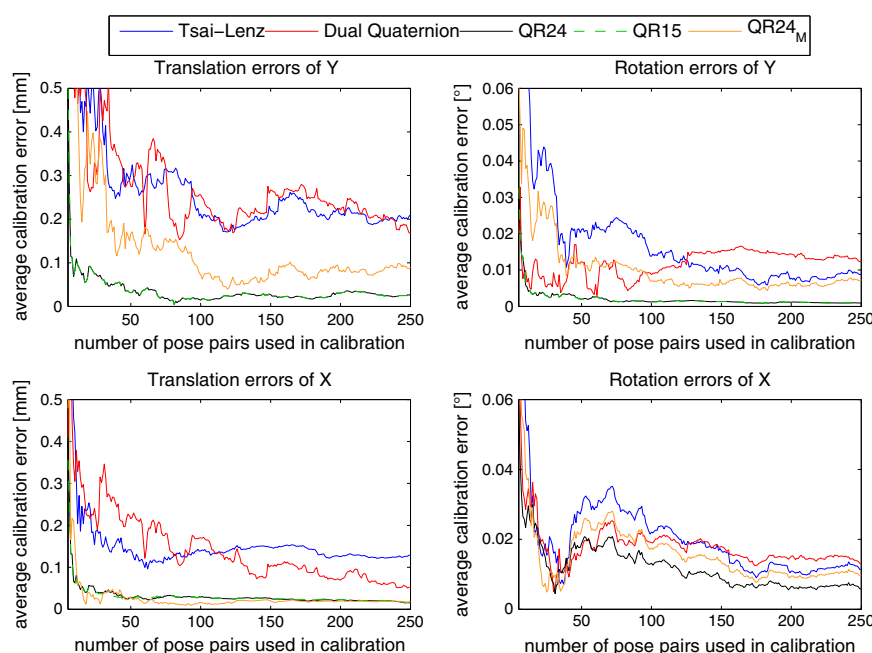 Tsai−Lenz Dual Quaternion QR24 QR15 QR24M
Translation errors of Y
average calibration error [mm]
0.5
0.4
0.3
0.2
0.1
0
50 100 150 200 250
number of pose pairs used in calibration
Rotation errors of Y
average calibration error [°]
0.06
0.05
0.04
0.03
0.02
0.01
0
50 100 150 200 250
number of pose pairs used in calibration
Translation errors of X
average calibration error [mm]
0.5
0.4
0.3
0.2
0.1
0
50 100 150 200 250
number of pose pairs used in calibration
Rotation errors of X
average calibration error [°]
0.06
0.04
0.02
0
50 100 150 200 250
number of pose pairs used in calibration